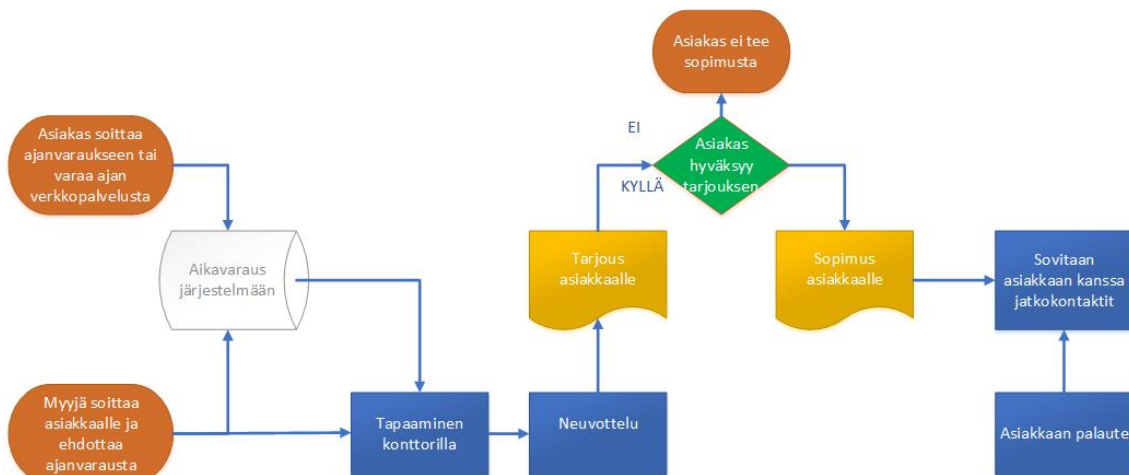 Asiakas ei tee
sopimusta
Asiakas soittaa
ajanvaraukseen tai
varaa ajan
verkkopalvelusta
EI
KYLLÄ
Asiakas
hyväksyy
tarjouksen
Aikavaraus
järjestelmään
Tarjous
asiakkaalle
Sopimus
asiakkaalle
Sovitaan
asiakkaan kanssa
jatkokontaktit
Myyjä soittaa
asiakkaalle ja
ehdottaa
ajanvarausta
Tapaaminen
konttorilla
Neuvottelu
Asiakkaan palaute